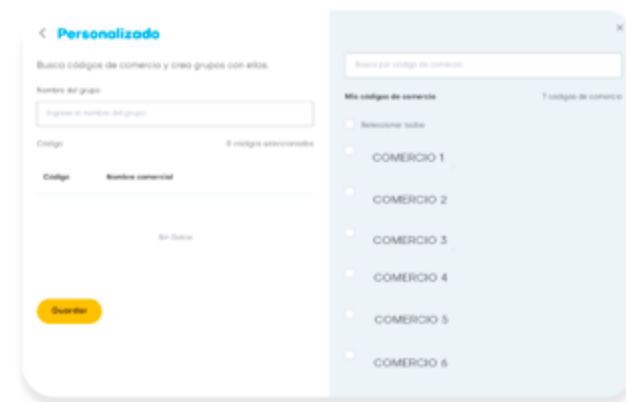 Personalizado
Busca códigos de comercio y crea grupos con ellos.
Nombre del grupo
Ingresa el nombre del grupo
Código
0 códigos seleccionados
Código
Nombre comercial
Sin Datos
Guardar
Busca por código de comercio
Mis códigos de comercio
7 códigos de comercio
Seleccionar todos
COMERCIO 1
COMERCIO 2
COMERCIO 3
COMERCIO 4
COMERCIO 5
COMERCIO 6